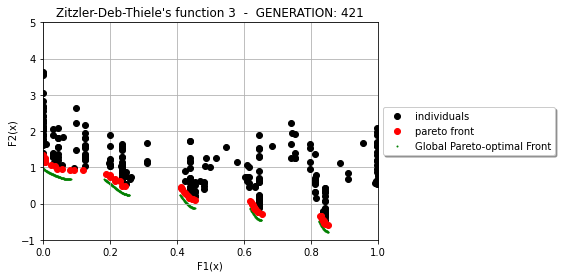 Zitzler-Deb-Thiele's function 3 - GENERATION: 421
5
4
3
2
1
0
−1
F2(x)
0.0 0.2 0.4 0.6 0.8 1.0
F1(x)
individuals
pareto front
Global Pareto-optimal Front